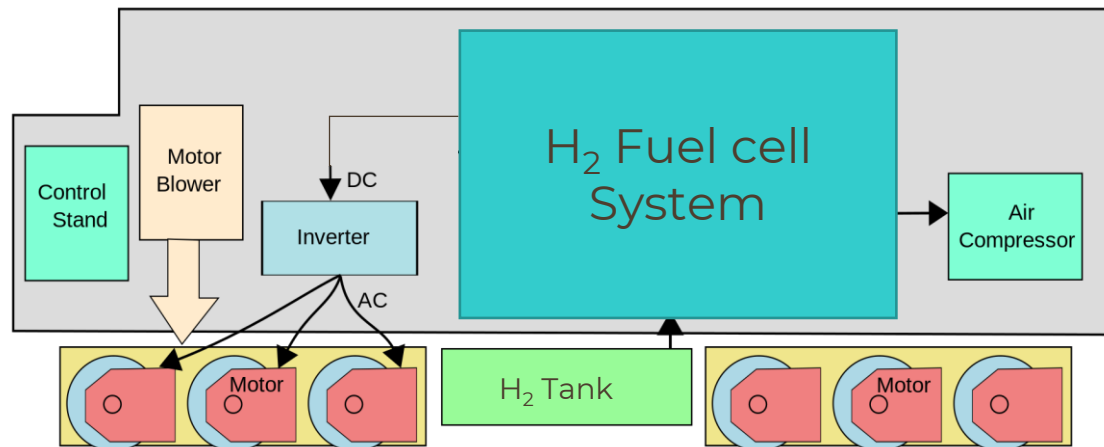 H₂ Fuel cell
System
Motor
Blower
Control
Stand
DC
Inverter
Air
Compressor
AC
Motor
H₂ Tank
Motor